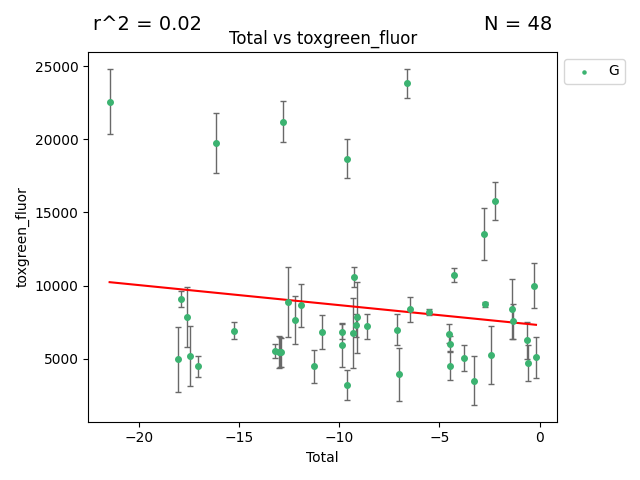 r^2 = 0.02
N = 48
Total vs toxgreen_fluor
G
25000
20000
15000
10000
5000
toxgreen_fluor
−20
−15
−10
−5
0
Total